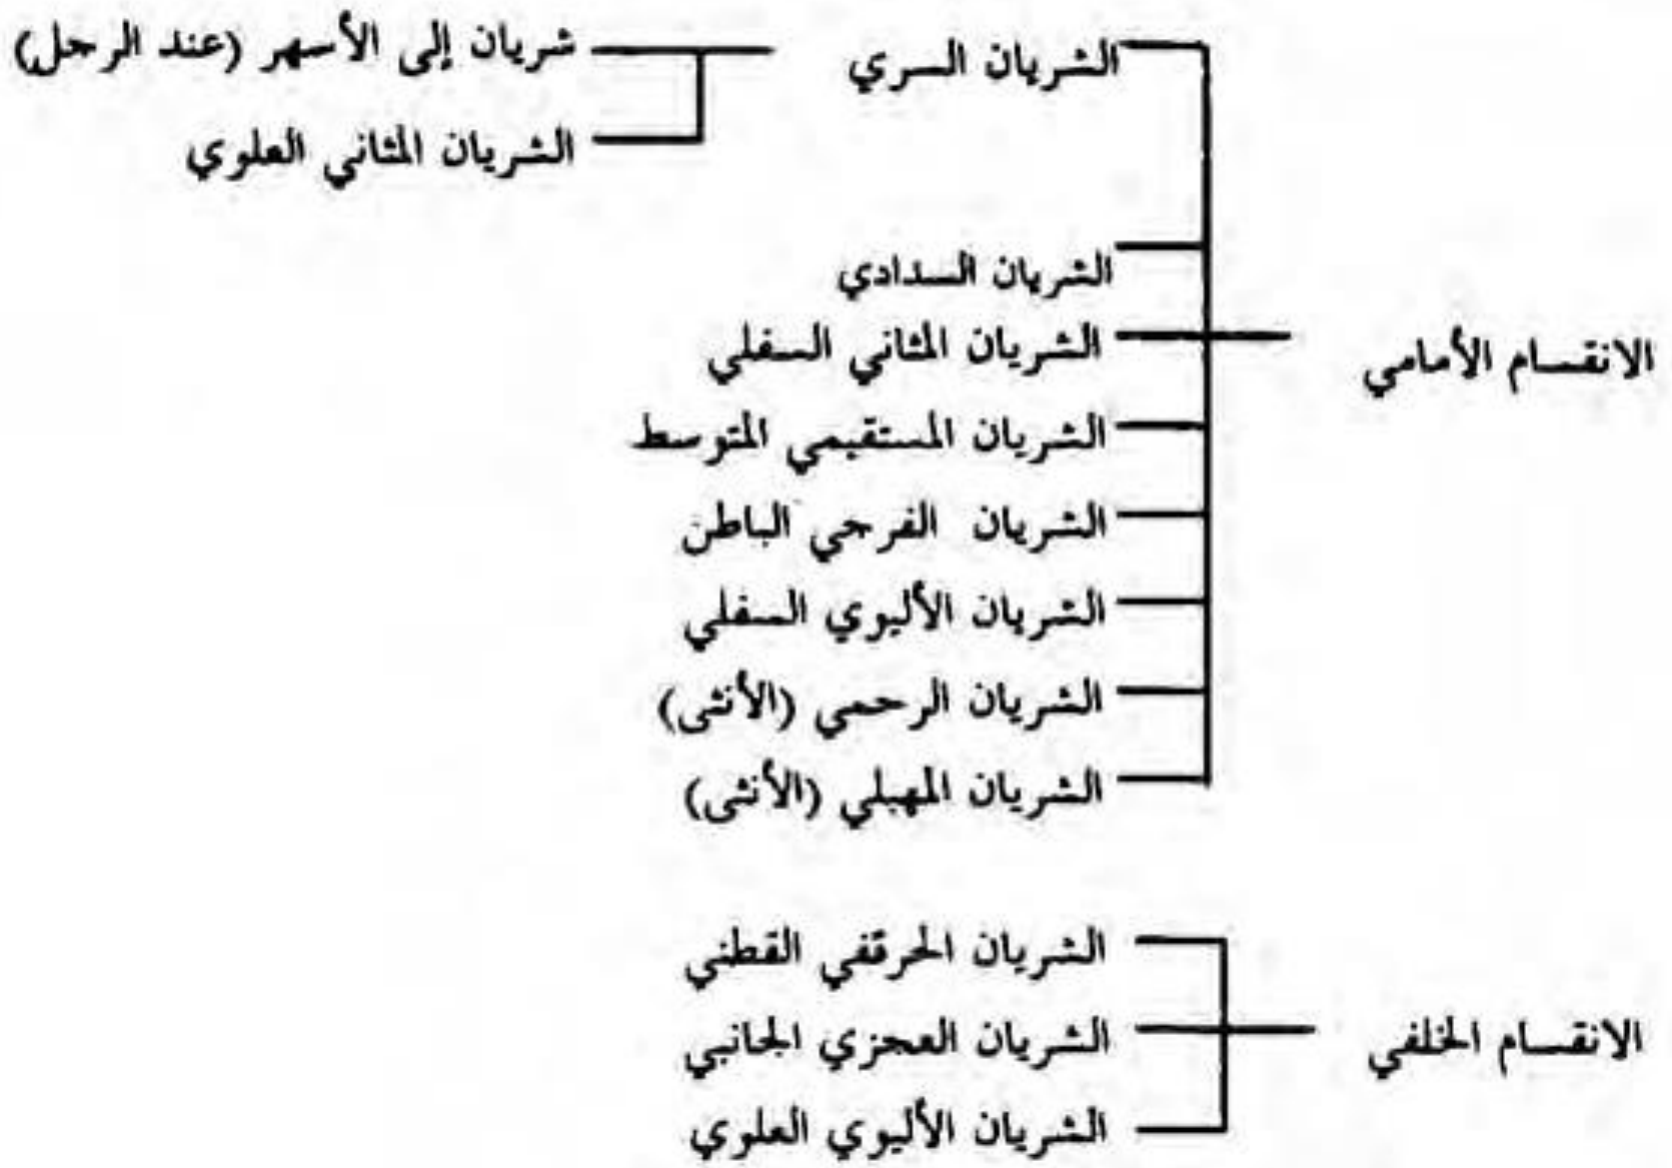 الشريان السري
شريان إلى الأسهر (عند الرجل)
الشريان المثاني العلوي
الشريان السدادي
الانقسام الأمامي
الشريان المثاني السفلي
الشريان المستقيمي المتوسط
الشريان الفرجي الباطن
الشريان الأليوي السفلي
الشريان الرحمي (الأنثى)
الشريان المهبلي (الأنثى)
الشريان الحرقفي القطني
الانقسام الخلفي
الشريان العجزي الجانبي
الشريان الأليوي العلوي